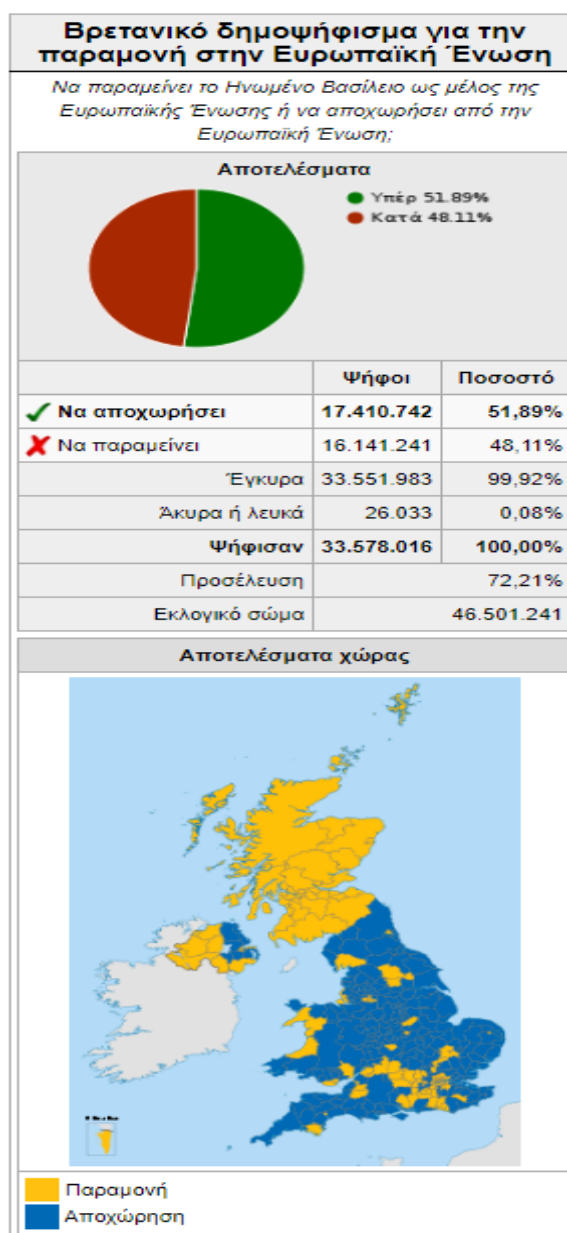 Βρετανικό δημοψήφισμα για την
παραμονή στην Ευρωπαϊκή Ένωση
Να παραμείνει το Ηνωμένο Βασίλειο ως μέλος της
Ευρωπαϊκής Ένωσης ή να αποχωρήσει από την
Ευρωπαϊκή Ένωση;
Αποτελέσματα
Υπέρ 51.89%
Κατά 48.11%
Ψήφοι Ποσοστό
Να αποχωρήσει 17.410.742 51,89%
Να παραμείνει 16.141.241 48,11%
Έγκυρα 33.551.983 99,92%
Άκυρα ή λευκά 26.033 0,08%
Ψήφισαν 33.578.016 100,00%
Προσέλευση 72,21%
Εκλογικό σώμα 46.501.241
Αποτελέσματα χώρας
Παραμονή
Αποχώρηση